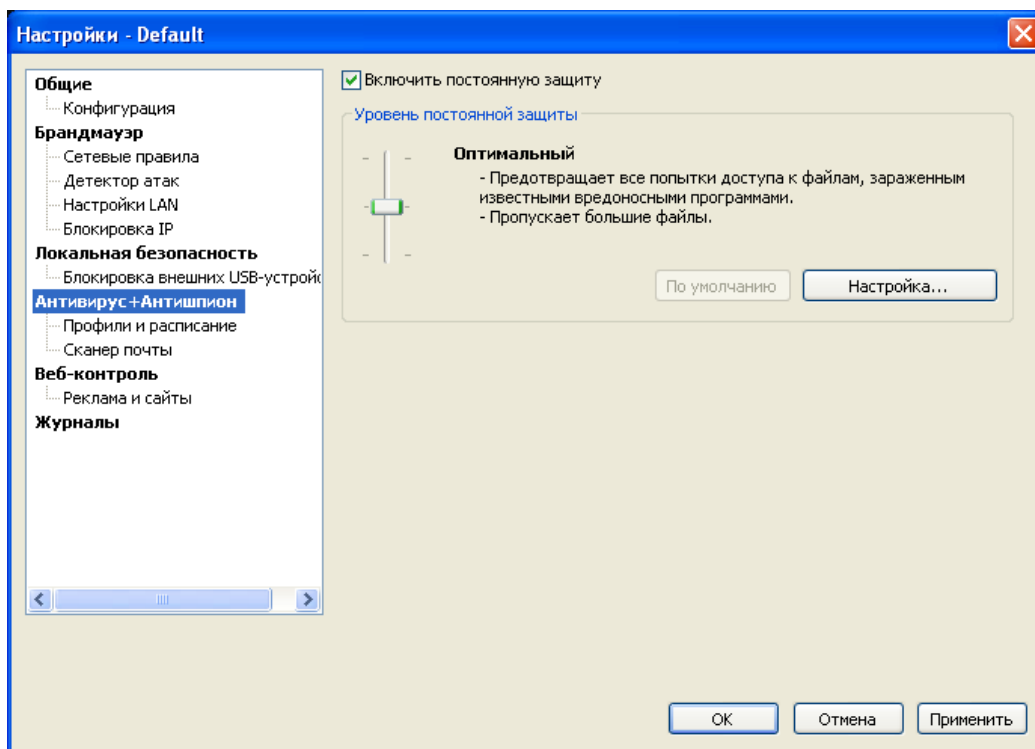 Настройки - Default
Общие
Конфигурация
Брандмауэр
Сетевые правила
Детектор атак
Настройки LAN
Блокировка IP
Локальная безопасность
Блокировка внешних USB-устройс
Антивирус+Антишпион
Профили и расписание
Сканер почты
Веб-контроль
Реклама и сайты
Журналы
Включить постоянную защиту
Уровень постоянной защиты
Оптимальный
- Предотвращает все попытки доступа к файлам, зараженным
известными вредоносными программами.
- Пропускает большие файлы.
По умолчанию
Настройка...
ОК
Отмена
Применить